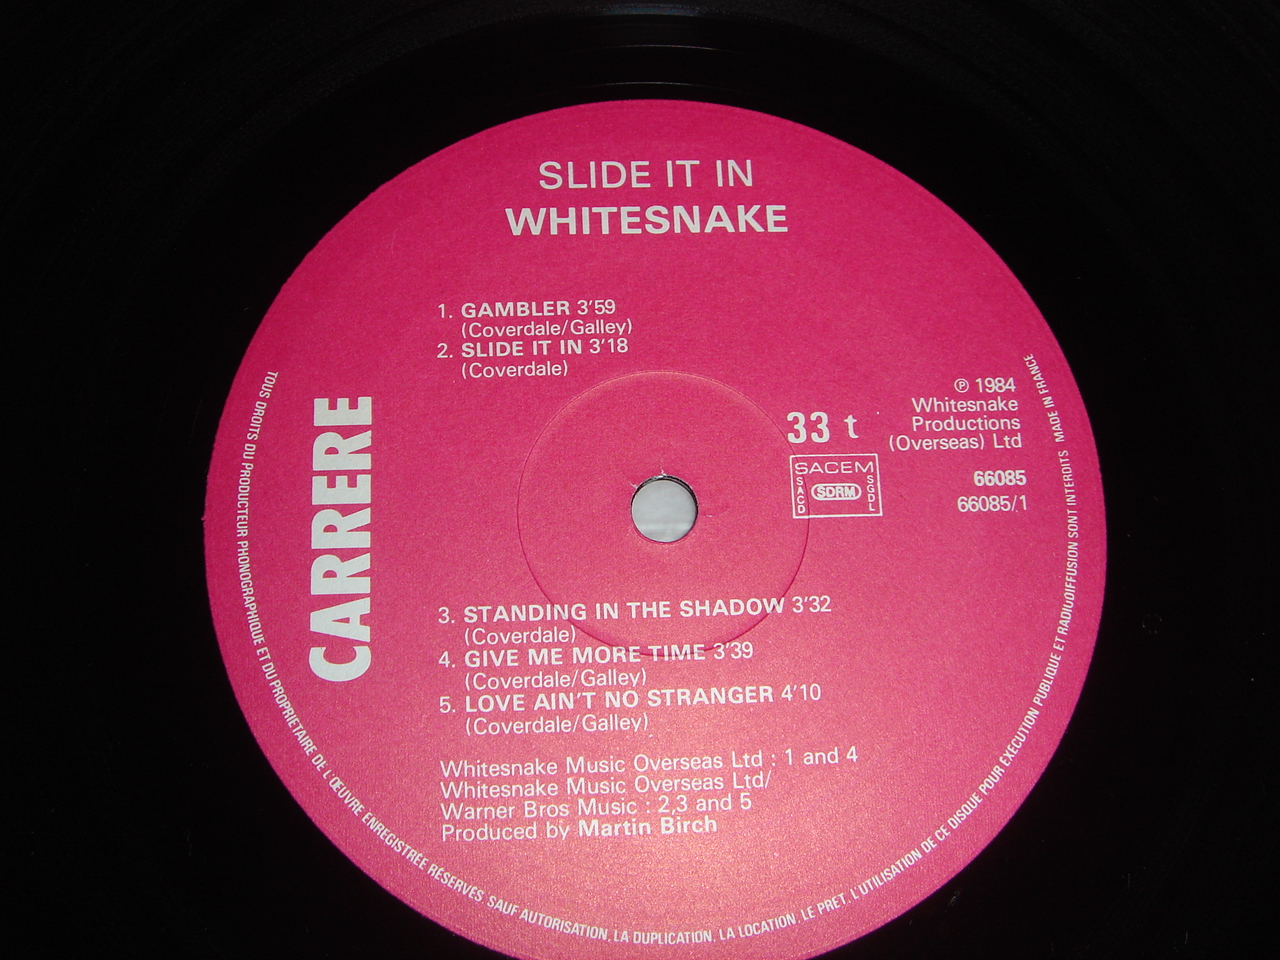 SLIDE IT IN
WHITESNAKE
1. GAMBLER 3'59
(Coverdale/Galley)
2. SLIDE IT IN 3'18
(Coverdale)
CARRERE
33 t
SACEM
SACD
SDRM
SGDL
℗ 1984
Whitesnake
Productions
(Overseas) Ltd
66085
66085/1
3. STANDING IN THE SHADOW 3'32
(Coverdale)
4. GIVE ME MORE TIME 3'39
(Coverdale/Galley)
5. LOVE AIN'T NO STRANGER 4'10
(Coverdale/Galley)
Whitesnake Music Overseas Ltd : 1 and 4
Whitesnake Music Overseas Ltd/
Warner Bros Music : 2,3 and 5
Produced by Martin Birch
TOUS DROITS DU PRODUCTEUR PHONOGRAPHIQUE ET DU PROPRIETAIRE DE L'ŒUVRE ENREGISTRÉE RÉSERVÉS SAUF AUTORISATION, LA DUPLICATION, LA LOCATION, LE PRET, L'UTILISATION DE CE DISQUE POUR EXECUTION PUBLIQUE ET RADIODIFFUSION SONT INTERDITS MADE IN FRANCE